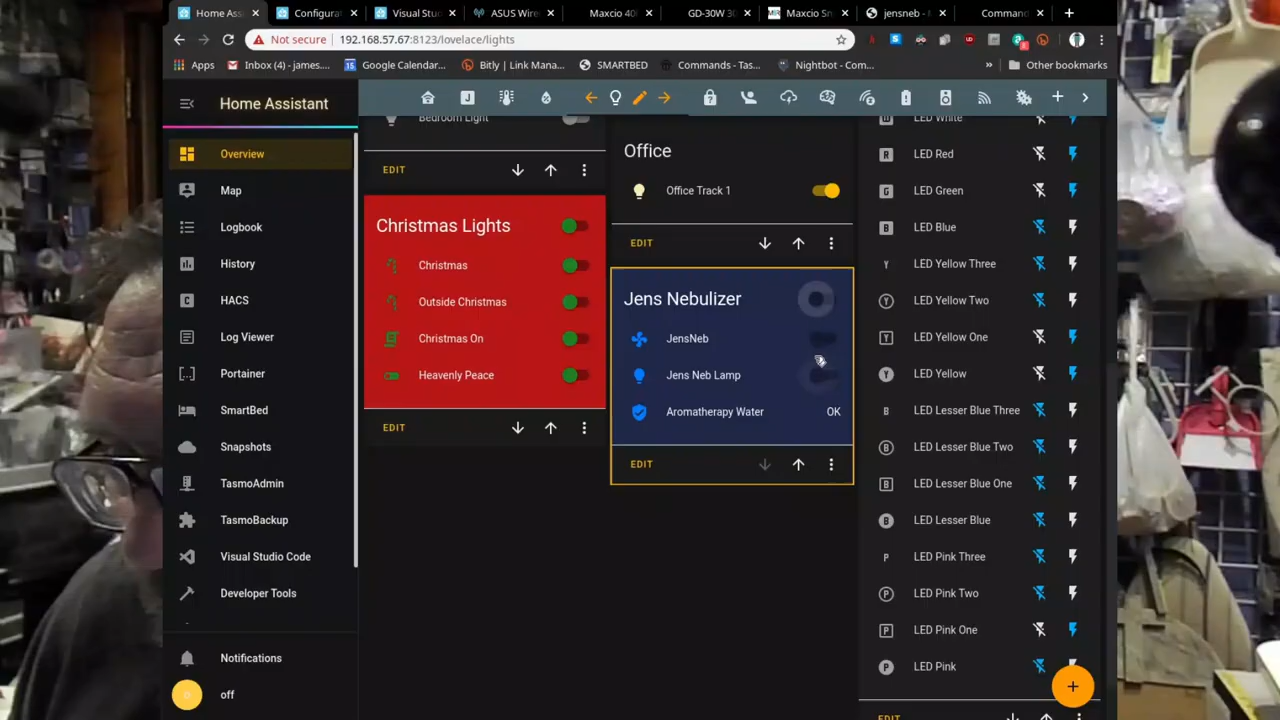 Home Assis
Configura
Visual Stu
ASUS Wire
Maxcio 40
GD-30W 3
Maxcio Sn
jensneb -
Command
Not secure
192.168.57.67:8123/lovelace/lights
Apps
Inbox (4) - james....
Google Calendar...
Bitly | Link Mana...
SMARTBED
Commands - Tas...
Nightbot - Com...
»
Other bookmarks
Home Assistant
Overview
Map
Logbook
History
HACS
Log Viewer
Portainer
SmartBed
Snapshots
TasmoAdmin
TasmoBackup
Visual Studio Code
Developer Tools
Notifications
off
Bedroom Light
EDIT
Christmas Lights
Christmas
Outside Christmas
Christmas On
Heavenly Peace
EDIT
Office
Office Track 1
EDIT
Jens Nebulizer
JensNeb
Jens Neb Lamp
Aromatherapy Water
OK
EDIT
LED White
R LED Red
G LED Green
B LED Blue
Y LED Yellow Three
Y LED Yellow Two
Y LED Yellow One
Y LED Yellow
B LED Lesser Blue Three
B LED Lesser Blue Two
B LED Lesser Blue One
B LED Lesser Blue
P LED Pink Three
P LED Pink Two
P LED Pink One
P LED Pink
EDIT